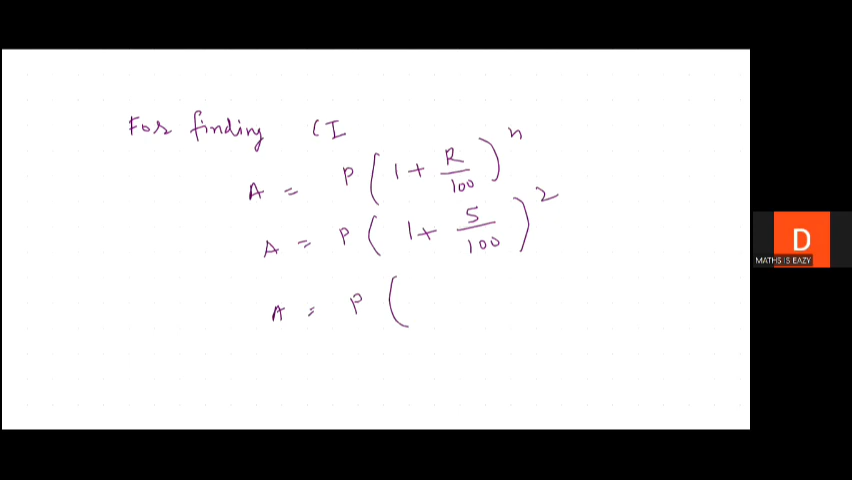 For finding CI
A = P(1 + R/100)^n
A = P(1 + 5/100)^2
A = P(
D
MATHS IS EAZY